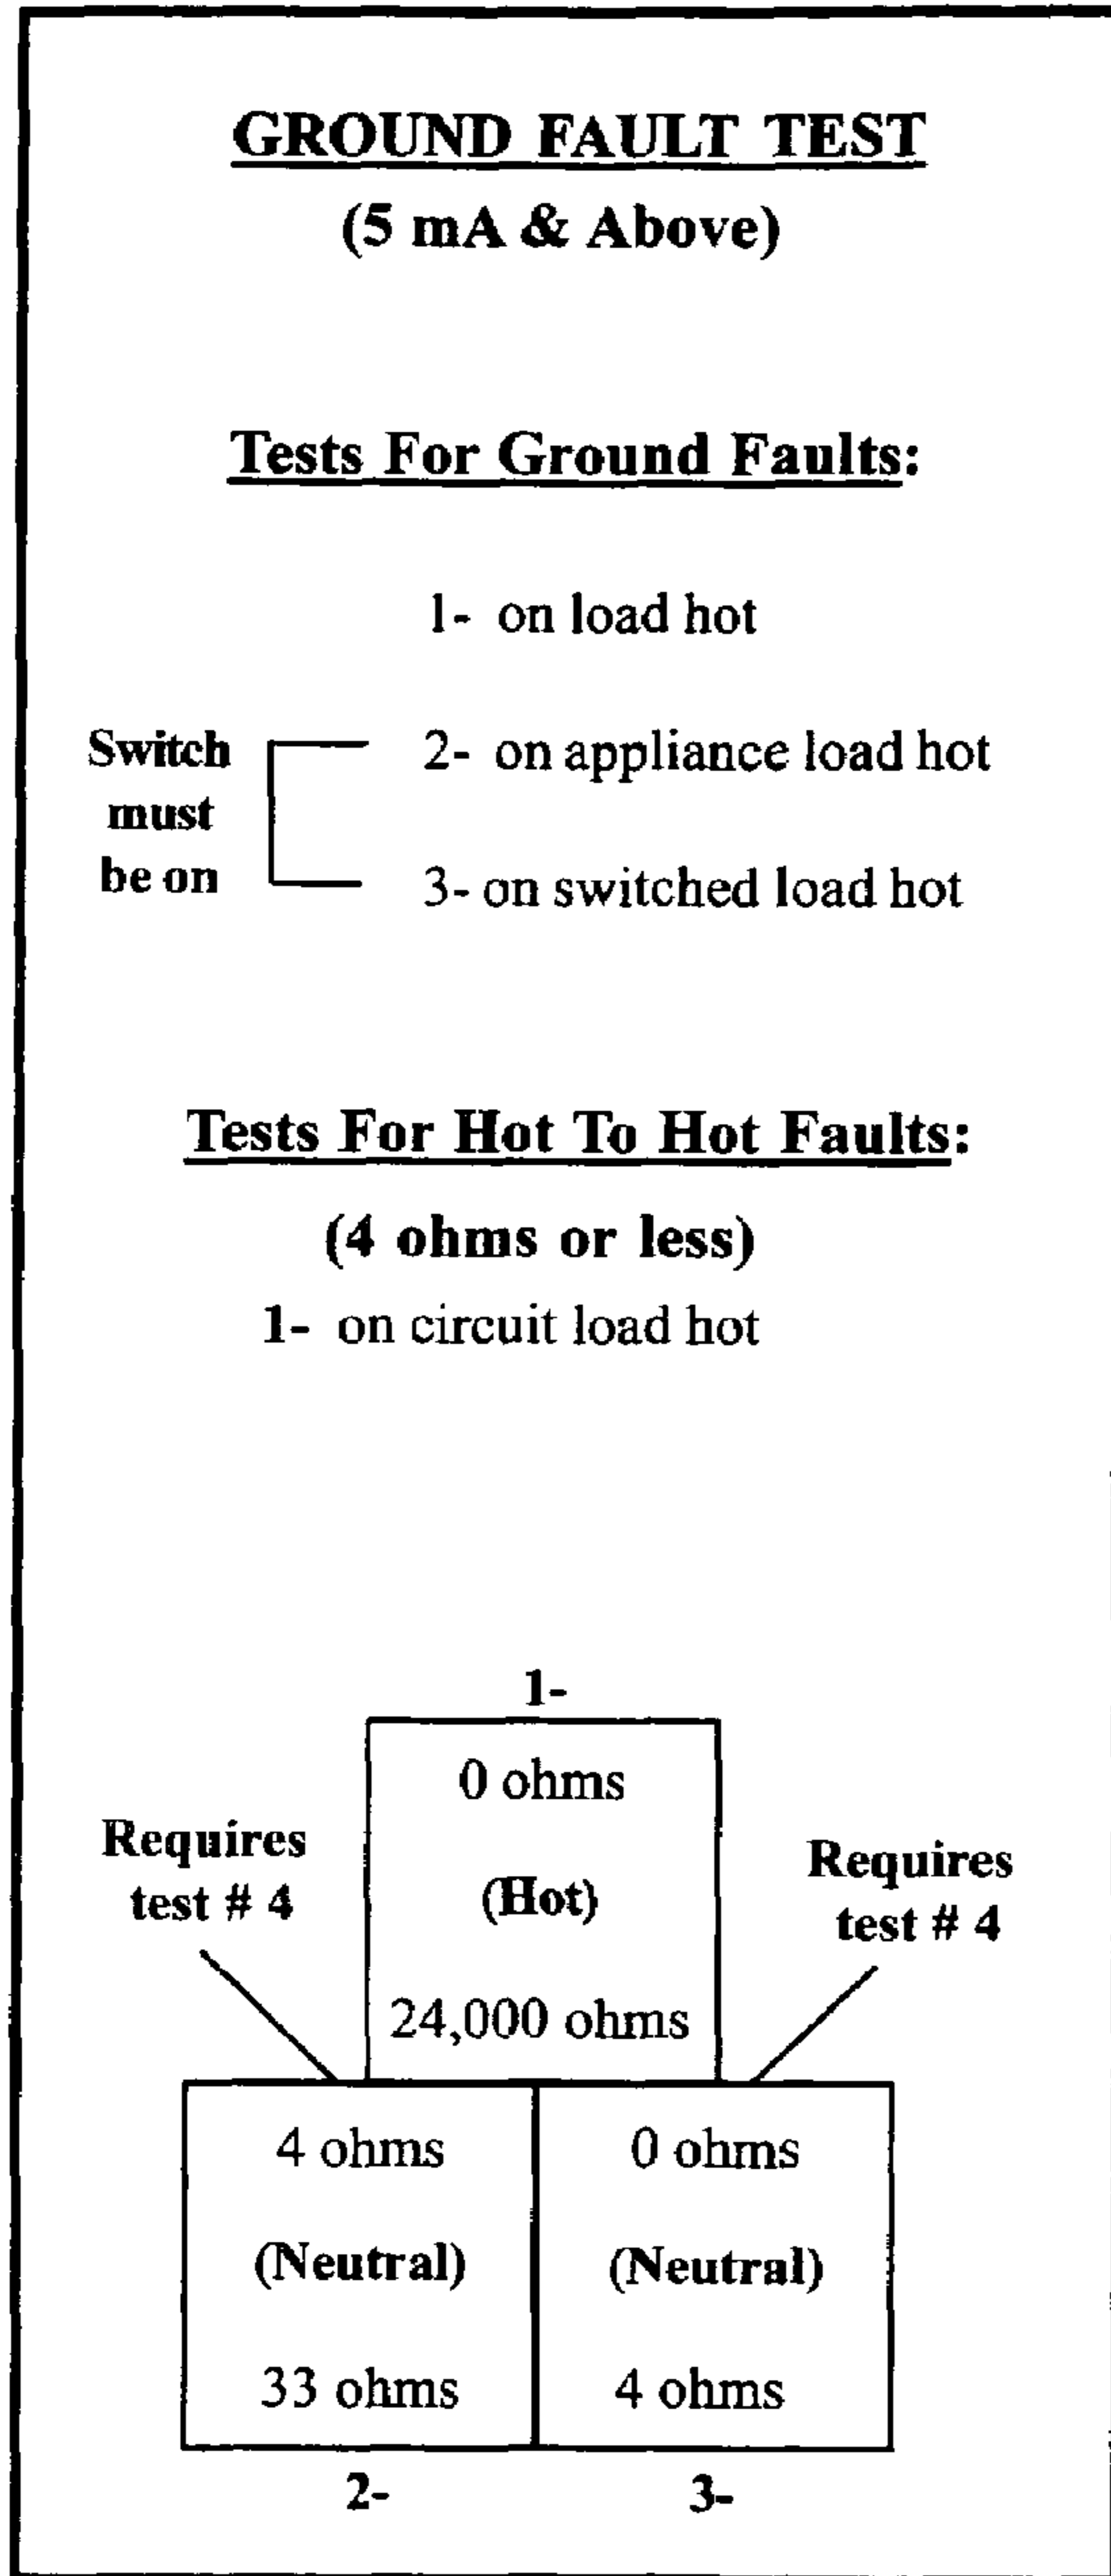 GROUND FAULT TEST
(5 mA & Above)
Tests For Ground Faults:
1- on load hot
Switch
must
be on
2- on appliance load hot
3- on switched load hot
Tests For Hot To Hot Faults:
(4 ohms or less)
1- on circuit load hot
1-
0 ohms
(Hot)
24,000 ohms
Requires
test # 4
Requires
test # 4
4 ohms
(Neutral)
33 ohms
0 ohms
(Neutral)
4 ohms
2-
3-